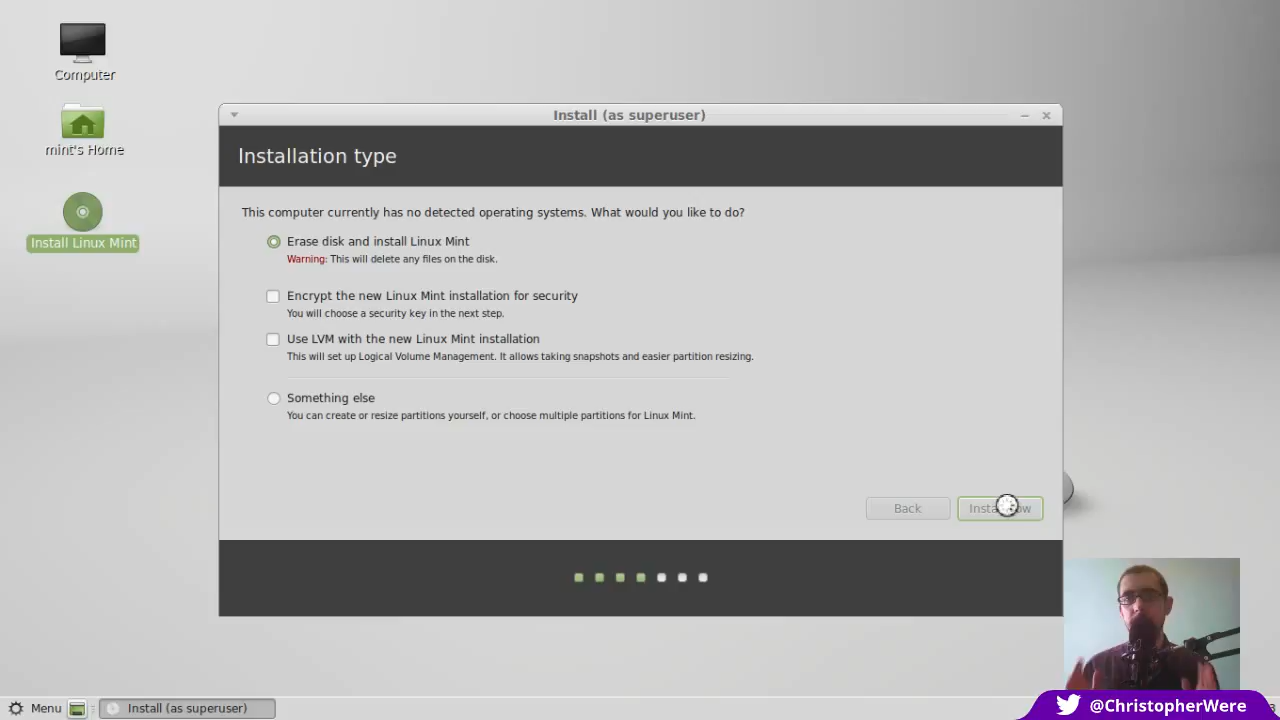 Computer
mint's Home
Install Linux Mint
Install (as superuser)
Installation type
This computer currently has no detected operating systems. What would you like to do?
Erase disk and install Linux Mint
Warning: This will delete any files on the disk.
Encrypt the new Linux Mint installation for security
You will choose a security key in the next step.
Use LVM with the new Linux Mint installation
This will set up Logical Volume Management. It allows taking snapshots and easier partition resizing.
Something else
You can create or resize partitions yourself, or choose multiple partitions for Linux Mint.
Back
Install Now
Menu
Install (as superuser)
@ChristopherWere